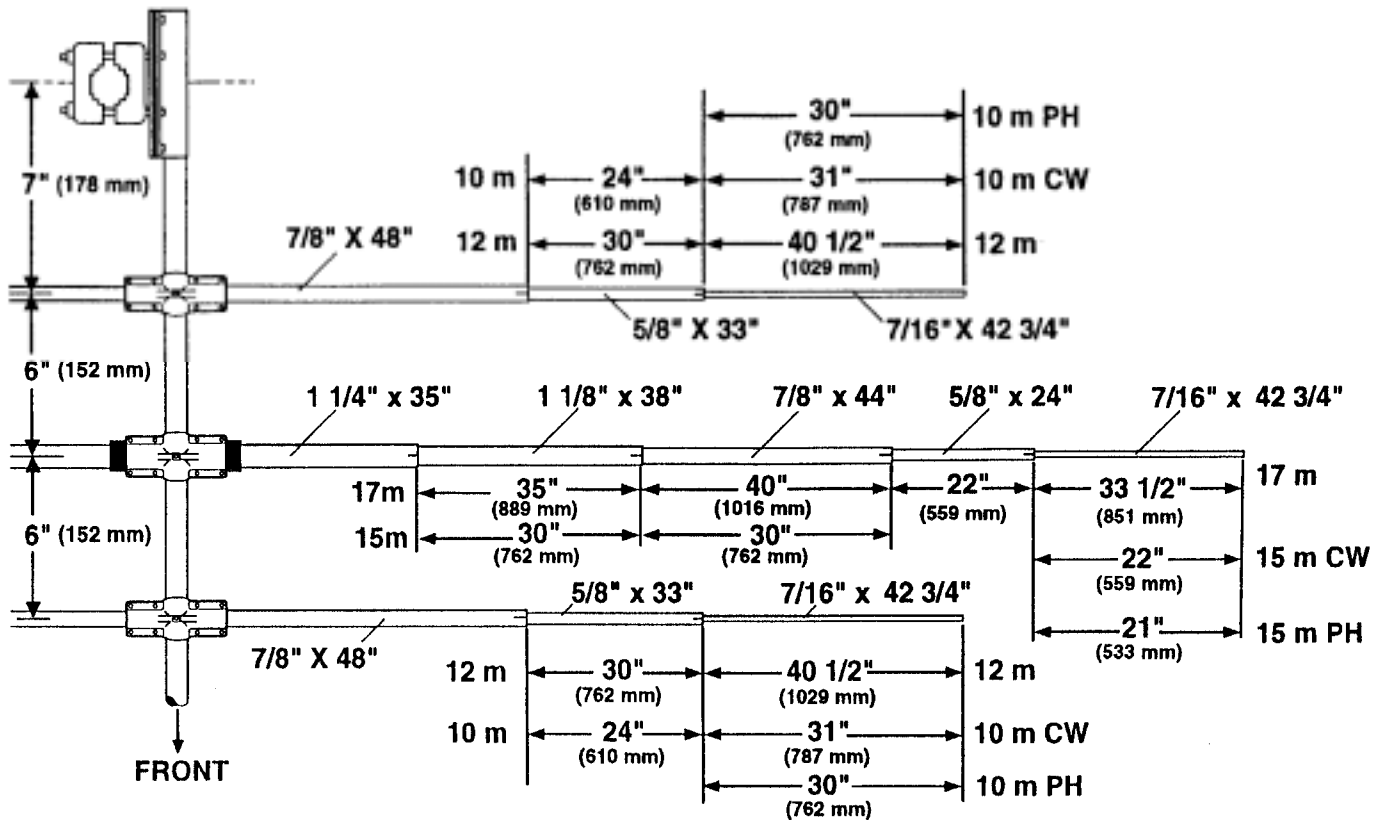 30"
(762 mm)
10 m PH
7" (178 mm)
10 m
24"
(610 mm)
31"
(787 mm)
10 m CW
7/8" X 48"
12 m
30"
(762 mm)
40 1/2"
(1029 mm)
12 m
5/8" X 33"
7/16" X 42 3/4"
6" (152 mm)
1 1/4" x 35"
1 1/8" x 38"
7/8" x 44"
5/8" x 24"
7/16" x 42 3/4"
17m
35"
(889 mm)
40"
(1016 mm)
22"
(559 mm)
33 1/2"
(851 mm)
17 m
6" (152 mm)
15m
30"
(762 mm)
30"
(762 mm)
22"
(559 mm)
15 m CW
5/8" x 33"
7/16" x 42 3/4"
21"
(533 mm)
15 m PH
7/8" X 48"
12 m
30"
(762 mm)
40 1/2"
(1029 mm)
12 m
10 m
24"
(610 mm)
31"
(787 mm)
10 m CW
FRONT
30"
(762 mm)
10 m PH